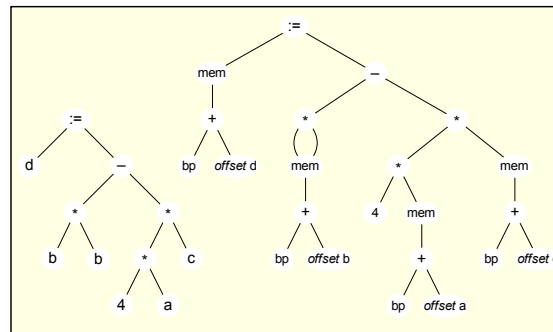 :=
mem –
+ * *
:= bp offset d mem * mem
d – + 4 mem +
* * bp offset b + bp offset
b b * c bp offset a
4 a